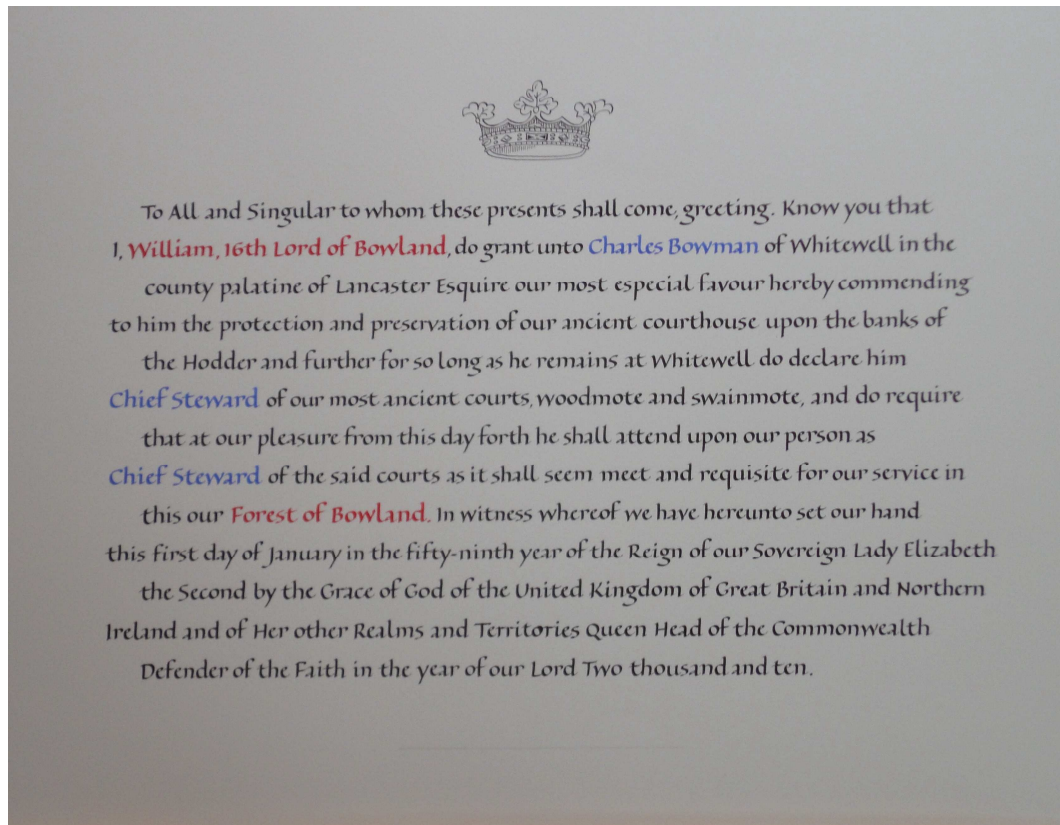 To All and Singular to whom these presents shall come, greeting. Know you that
I, William, 16th Lord of Bowland, do grant unto Charles Bowman of Whitewell in the
county palatine of Lancaster Esquire our most especial favour hereby commending
to him the protection and preservation of our ancient courthouse upon the banks of
the Hodder and further for so long as he remains at Whitewell do declare him
Chief Steward of our most ancient courts, woodmote and swainmote, and do require
that at our pleasure from this day forth he shall attend upon our person as
Chief Steward of the said courts as it shall seem meet and requisite for our service in
this our Forest of Bowland. In witness whereof we have hereunto set our hand
this first day of January in the fifty-ninth year of the Reign of our Sovereign Lady Elizabeth
the Second by the Grace of God of the United Kingdom of Great Britain and Northern
Ireland and of Her other Realms and Territories Queen Head of the Commonwealth
Defender of the Faith in the year of our Lord Two thousand and ten.